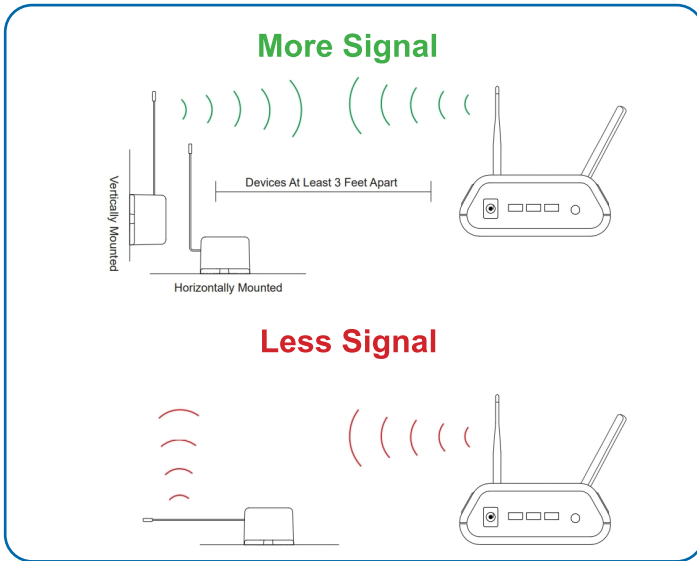 More Signal
Devices At Least 3 Feet Apart
Vertically Mounted
Horizontally Mounted
Less Signal